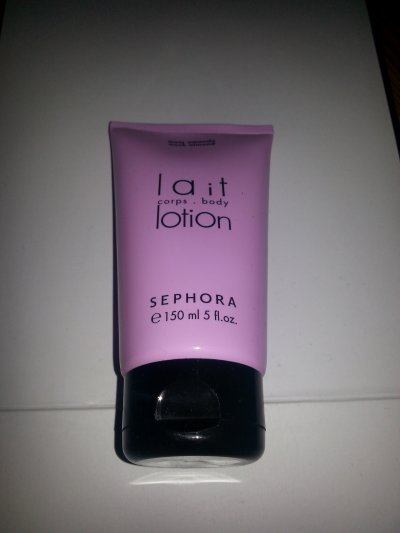 lait
corps . body
lotion
SEPHORA
e 150 ml 5 fl.oz.